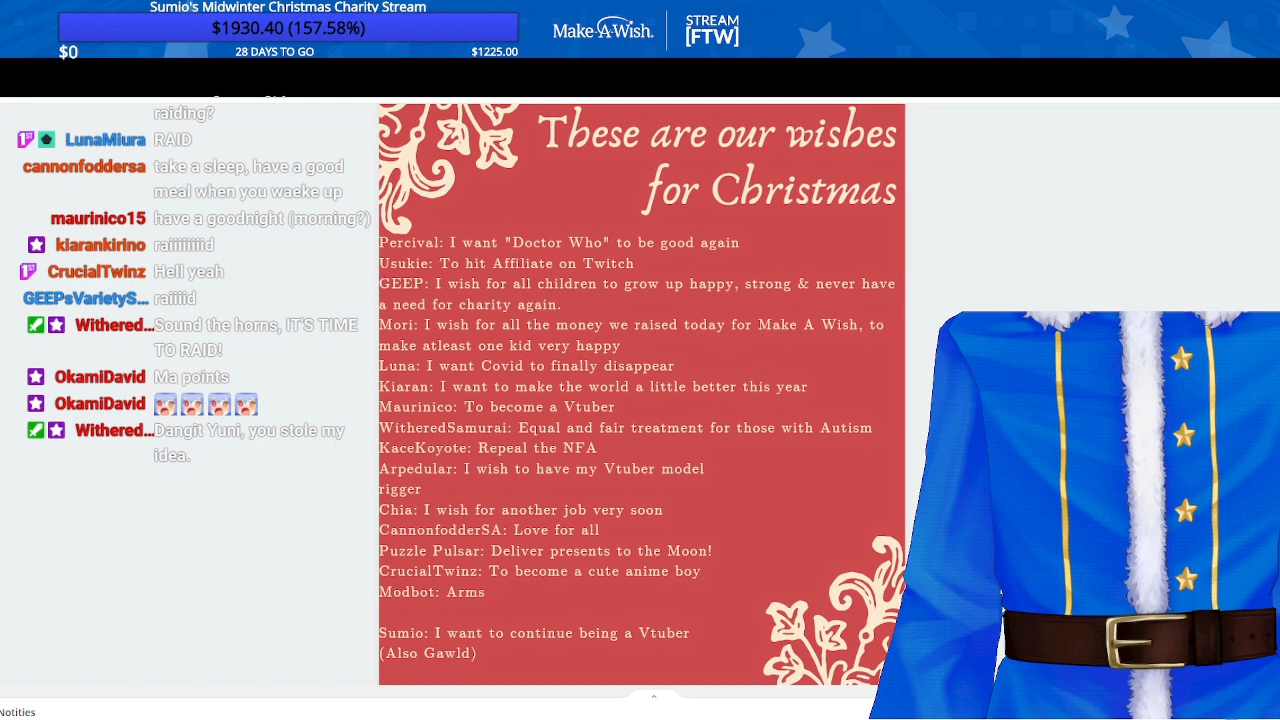 Sumio's Midwinter Christmas Charity Stream
$1930.40 (157.58%)
$0
28 DAYS TO GO
$1225.00
Make-A-Wish.
STREAM
[FTW]
raiding?
LunaMiura RAID
cannonfoddersa take a sleep, have a good
meal when you waeke up
maurinico15 have a goodnight (morning?)
kiarankirino raiiiiiiiid
CrucialTwinz Hell yeah
GEEPsVarietyS... raiiiid
Withered... Sound the horns, IT'S TIME
TO RAID!
OkamiDavid Ma points
OkamiDavid
Withered... Dangit Yuni, you stole my
idea.
These are our wishes
for Christmas
Percival: I want "Doctor Who" to be good again
Usukie: To hit Affiliate on Twitch
GEEP: I wish for all children to grow up happy, strong & never have
a need for charity again.
Mori: I wish for all the money we raised today for Make A Wish, to
make atleast one kid very happy
Luna: I want Covid to finally disappear
Kiaran: I want to make the world a little better this year
Maurinico: To become a Vtuber
WitheredSamurai: Equal and fair treatment for those with Autism
KaceKoyote: Repeal the NFA
Arpedular: I wish to have my Vtuber model
rigger
Chia: I wish for another job very soon
CannonfodderSA: Love for all
Puzzle Pulsar: Deliver presents to the Moon!
CrucialTwinz: To become a cute anime boy
Modbot: Arms
Sumio: I want to continue being a Vtuber
(Also Gawld)
Notities